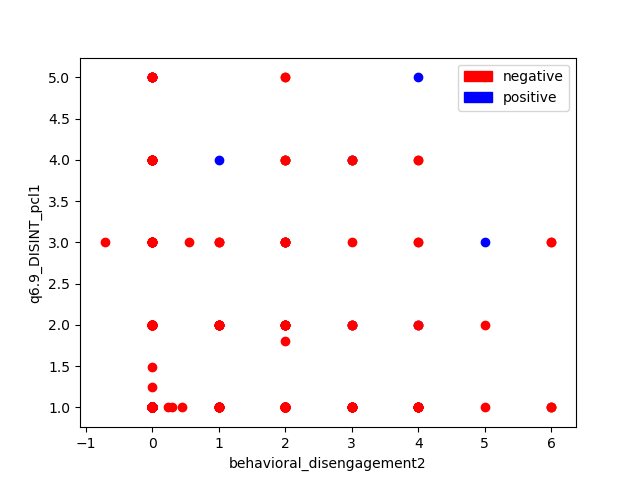 negative
positive
5.0
4.5
4.0
3.5
3.0
2.5
2.0
1.5
1.0
q6.9_DISINT_pcl1
−1 0 1 2 3 4 5 6
behavioral_disengagement2